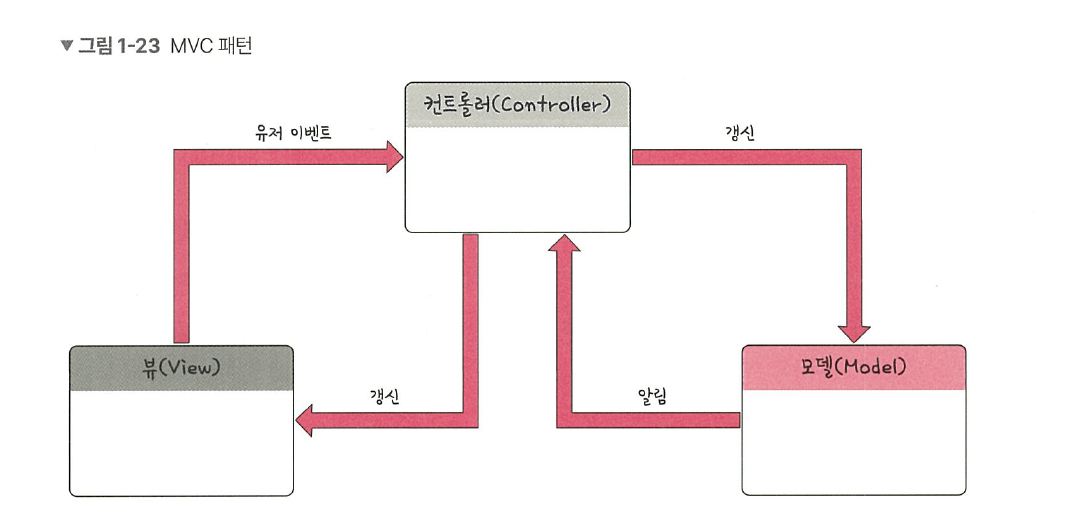 ▼ 그림 1-23 MVC 패턴
컨트롤러(Controller)
유저 이벤트
갱신
뷰(View)
모델(Model)
갱신
알림